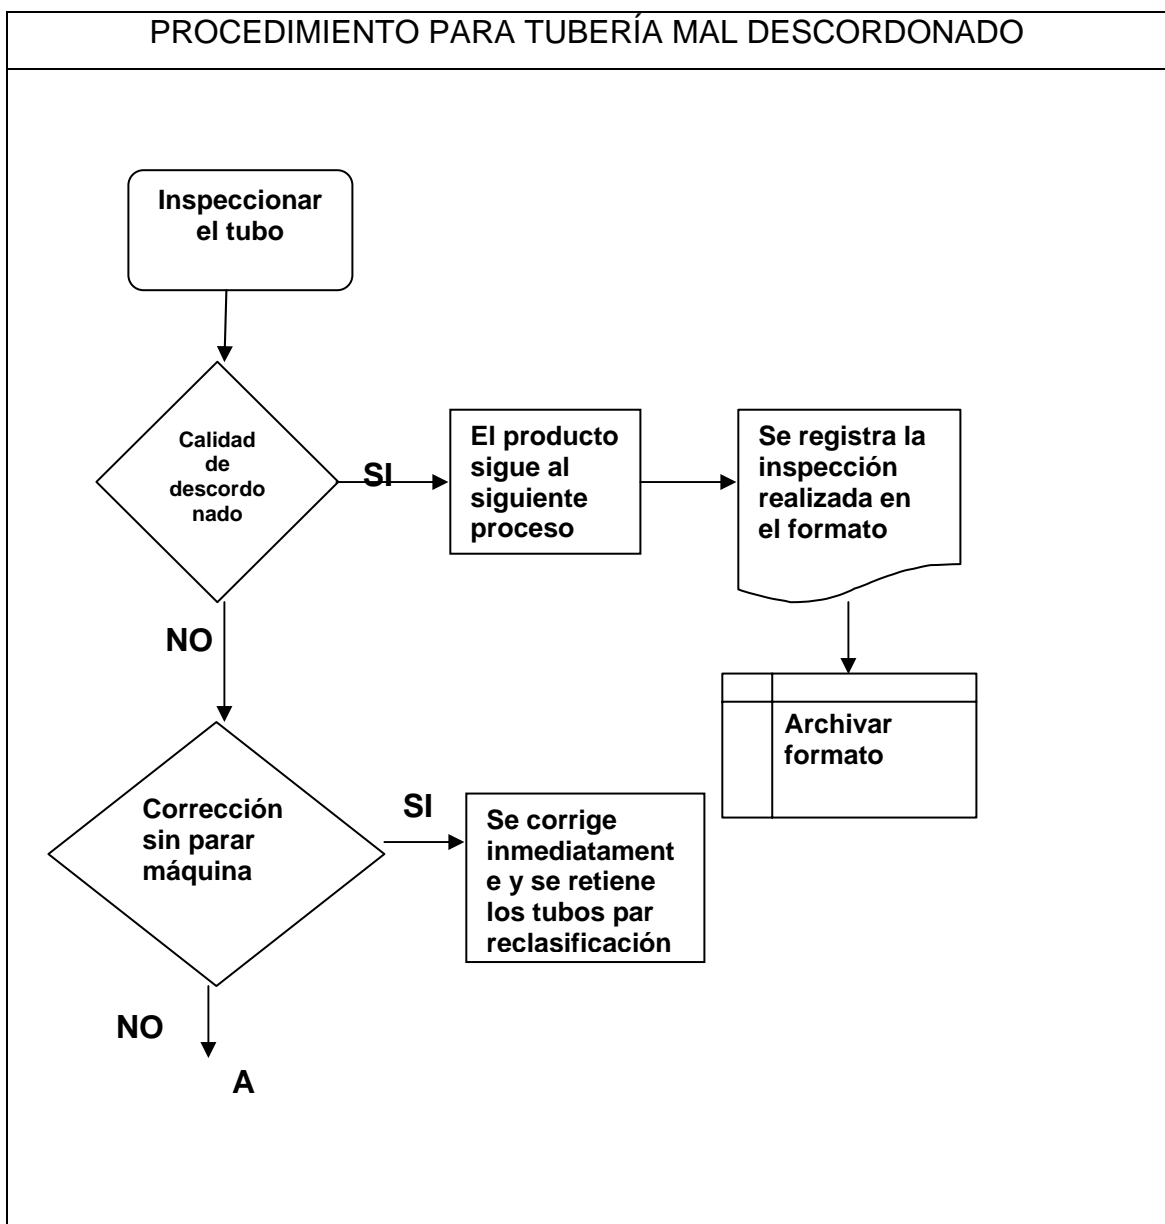 PROCEDIMIENTO PARA TUBERÍA MAL DESCORDONADO
Inspeccionar
el tubo
Calidad
de
descordo
nado
SI
El producto
sigue al
siguiente
proceso
Se registra la
inspección
realizada en
el formato
NO
Archivar
formato
Corrección
sin parar
máquina
SI
Se corrige
inmediatament
e y se retiene
los tubos par
reclasificación
NO
A